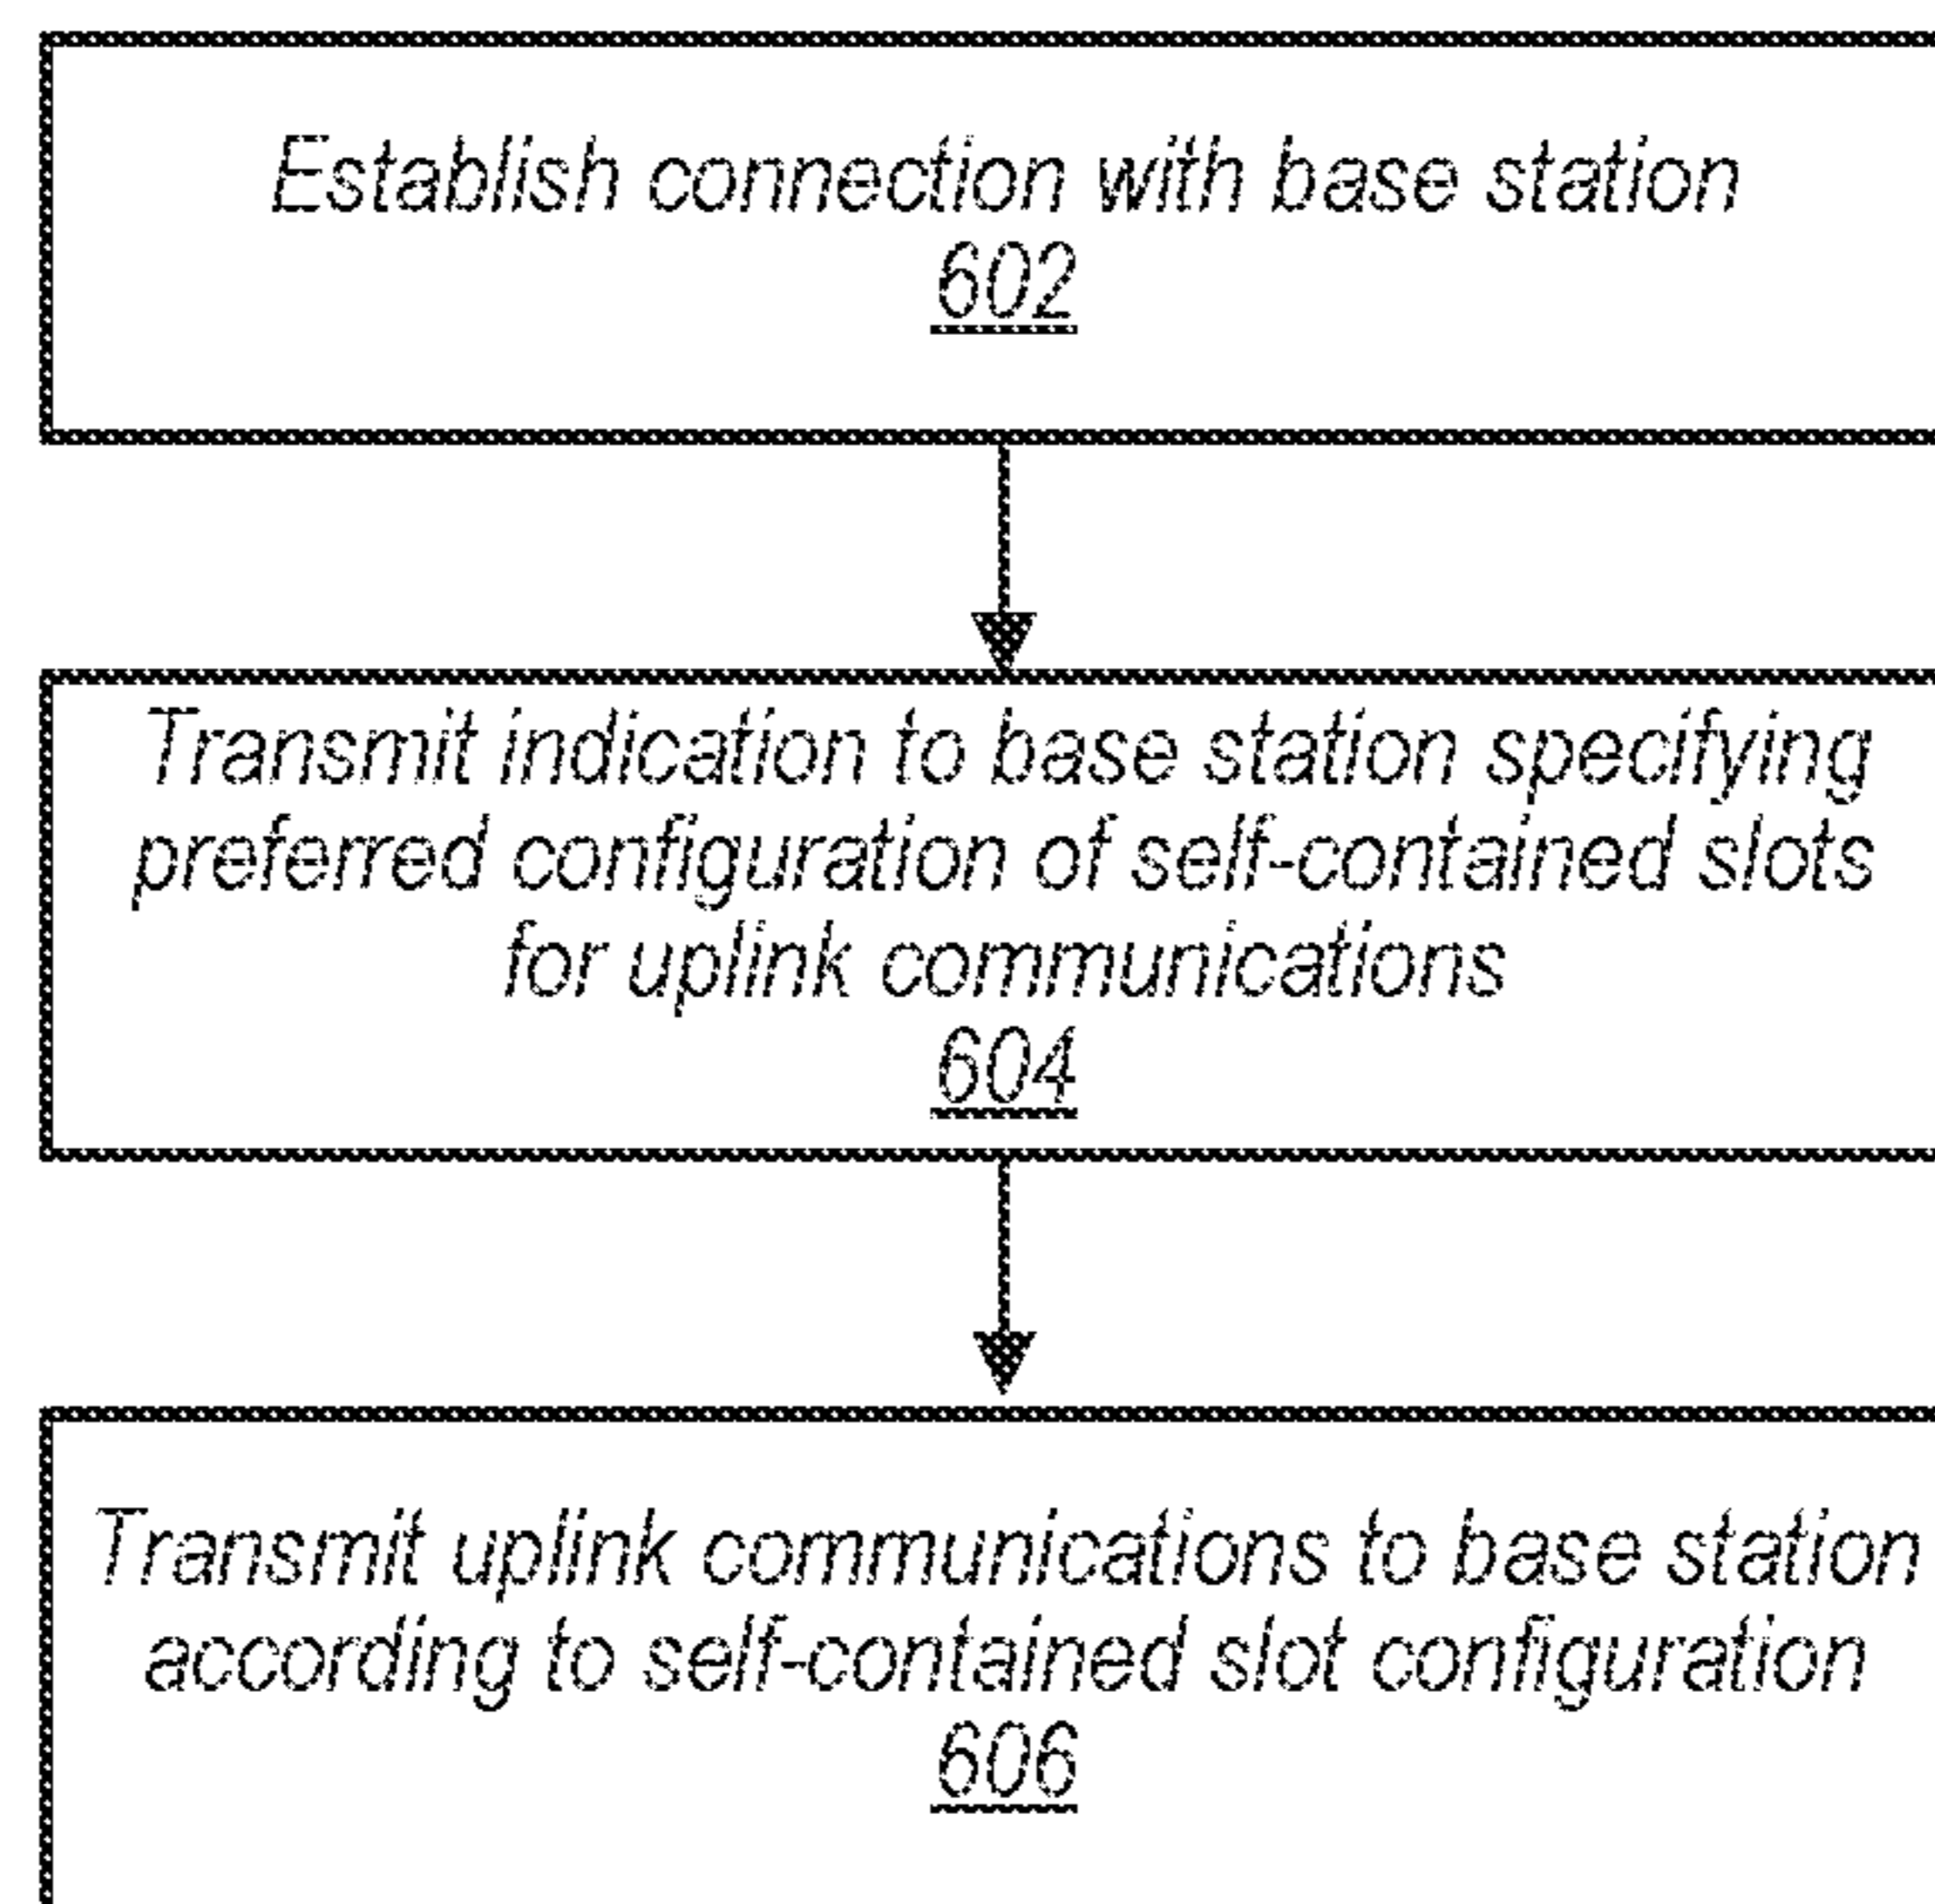 Establish connection with base station
602
Transmit indication to base station specifying
preferred configuration of self-contained slots
for uplink communications
604
Transmit uplink communications to base station
according to self-contained slot configuration
606